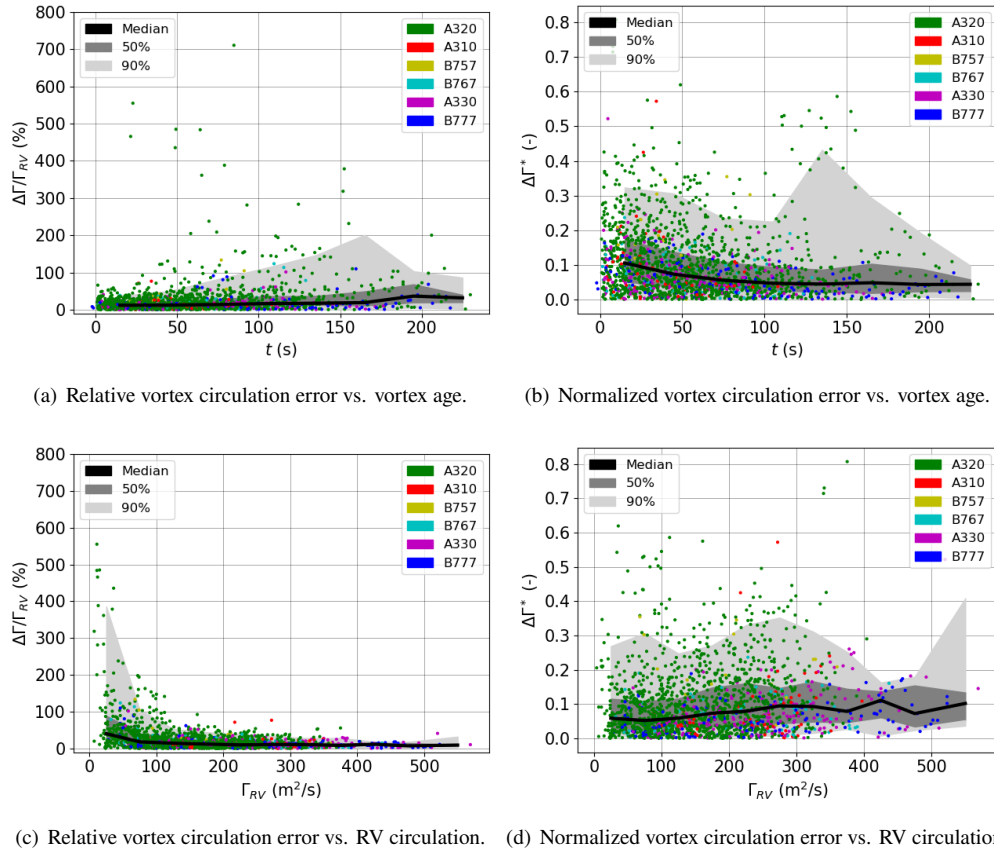 800
700
600
500
400
300
200
100
0
ΔΓ/Γ_RV (%)
Median
50%
90%
A320
A310
B757
B767
A330
B777
0 50 100 150 200
t (s)
(a) Relative vortex circulation error vs. vortex age.
0.8
0.7
0.6
0.5
0.4
0.3
0.2
0.1
0.0
ΔΓ* (-)
Median
50%
90%
A320
A310
B757
B767
A330
B777
0 50 100 150 200
t (s)
(b) Normalized vortex circulation error vs. vortex age.
800
700
600
500
400
300
200
100
0
ΔΓ/Γ_RV (%)
Median
50%
90%
A320
A310
B757
B767
A330
B777
0 100 200 300 400 500
Γ_RV (m²/s)
(c) Relative vortex circulation error vs. RV circulation.
0.8
0.7
0.6
0.5
0.4
0.3
0.2
0.1
0.0
ΔΓ* (-)
Median
50%
90%
A320
A310
B757
B767
A330
B777
0 100 200 300 400 500
Γ_RV (m²/s)
(d) Normalized vortex circulation error vs. RV circulation